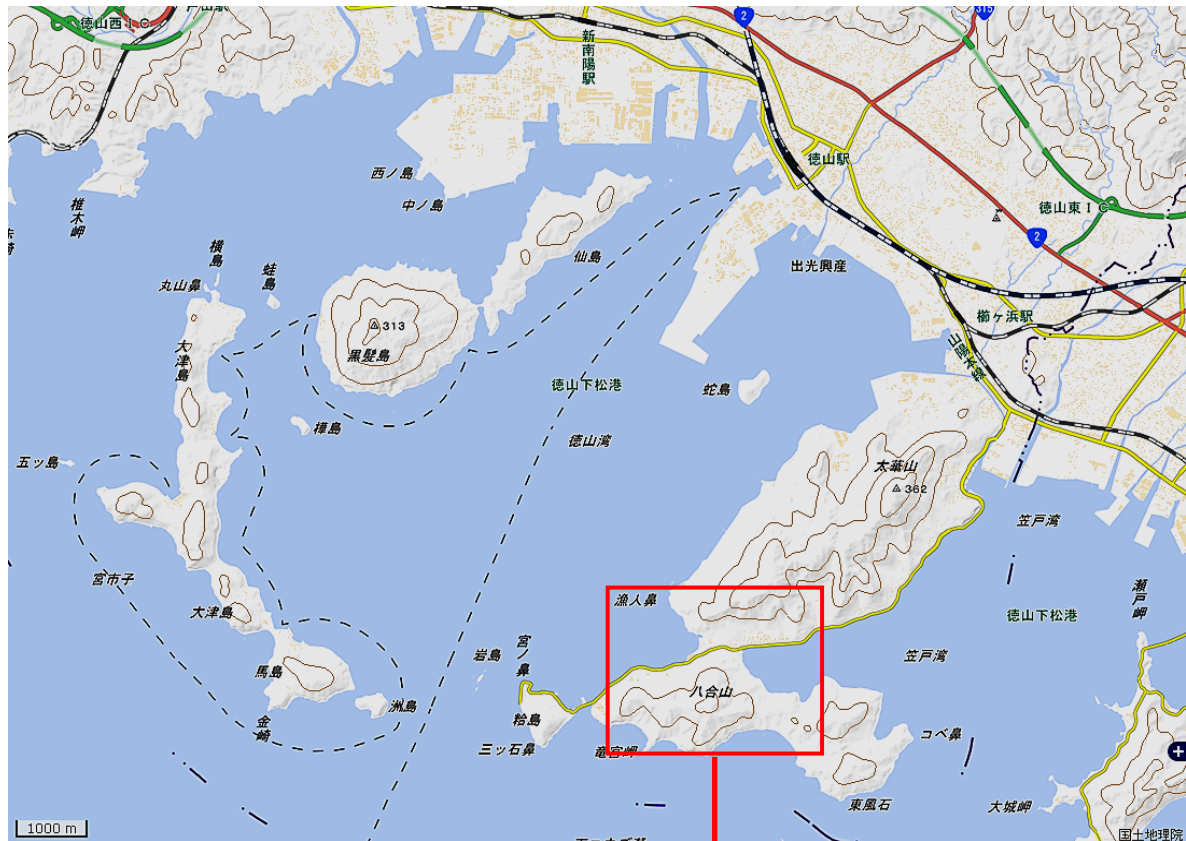 徳山西IC
戸田駅
2
新南陽駅
315
徳山駅
徳山東IC
2
西ノ島
中ノ島
椎木岬
横島
蛙島
丸山鼻
仙島
出光興産
櫛ヶ浜駅
山陽本線
313
黒髪島
大津島
徳山下松港
蛇島
樺島
徳山湾
五ッ島
太華山
362
笠戸湾
宮市子
大津島
漁人鼻
瀬戸岬
徳山下松港
岩島
宮ノ鼻
笠戸湾
馬島
八合山
洲島
金崎
粭島
三ッ石鼻
竜宮岬
コベ鼻
東風石
大城岬
1000 m
国土地理院